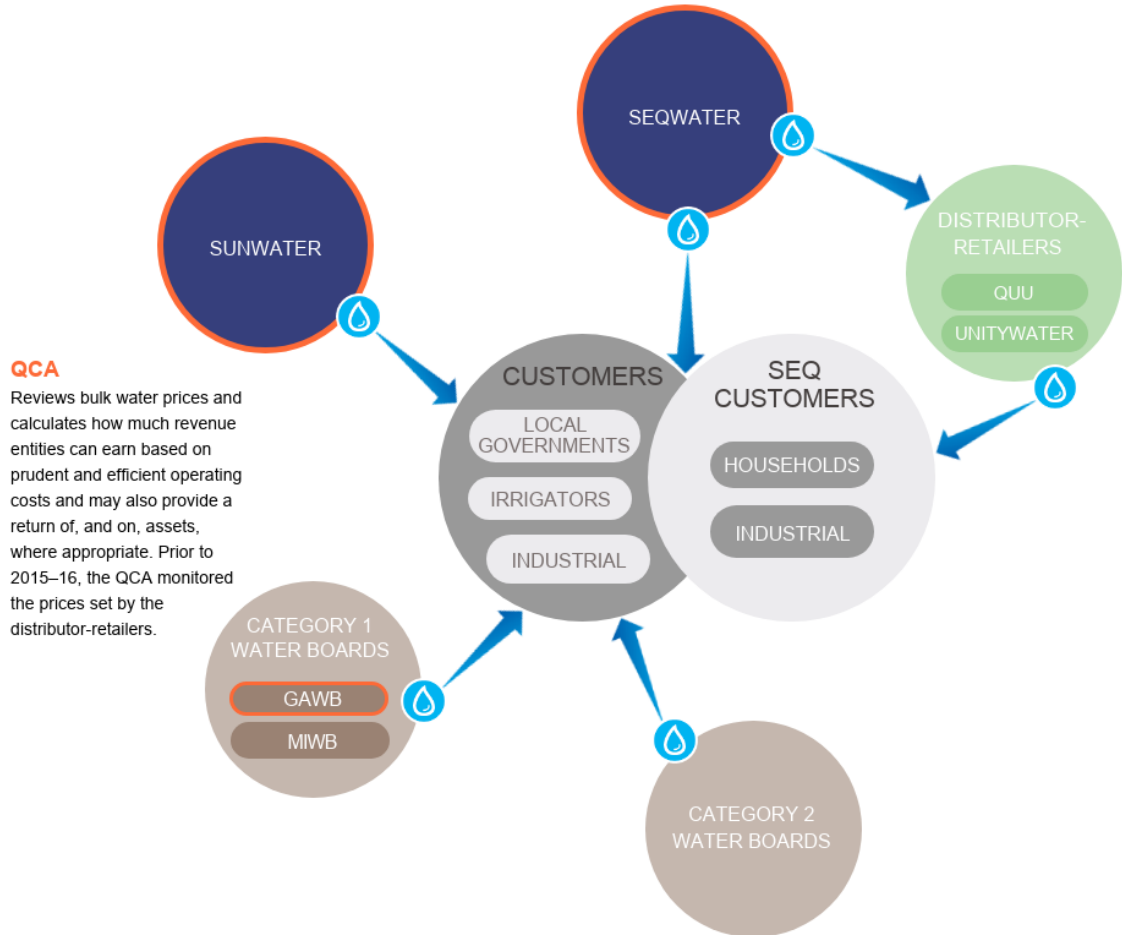 SEQWATER
SUNWATER
DISTRIBUTOR-
RETAILERS
QUU
UNITYWATER
QCA
Reviews bulk water prices and
calculates how much revenue
entities can earn based on
prudent and efficient operating
costs and may also provide a
return of, and on, assets,
where appropriate. Prior to
2015–16, the QCA monitored
the prices set by the
distributor-retailers.
CUSTOMERS
LOCAL
GOVERNMENTS
IRRIGATORS
INDUSTRIAL
SEQ
CUSTOMERS
HOUSEHOLDS
INDUSTRIAL
CATEGORY 1
WATER BOARDS
GAWB
MIWB
CATEGORY 2
WATER BOARDS